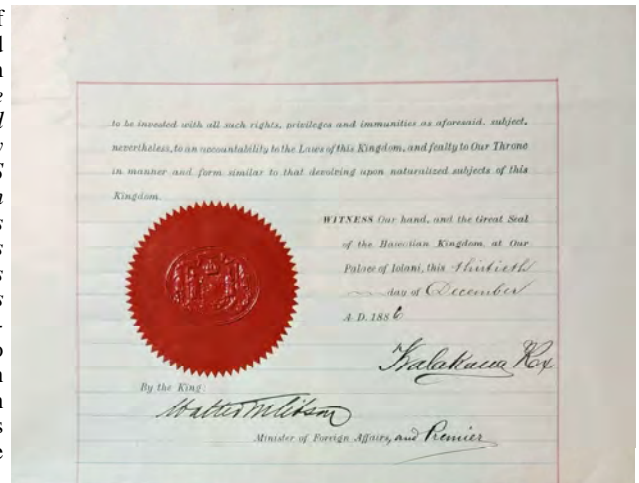 to be invested with all such rights, privileges and immunities as aforesaid, subject,
nevertheless, to an accountability to the Laws of this Kingdom, and fealty to Our Throne
in manner and form similar to that devolving upon naturalized subjects of this
Kingdom.
WITNESS Our hand, and the Great Seal
of the Hawaiian Kingdom, at Our
Palace of Iolani, this thirtieth
day of December
A.D. 1886
Kalakaua Rex
By the King:
Walter M Gibson
Minister of Foreign Affairs, and Premier